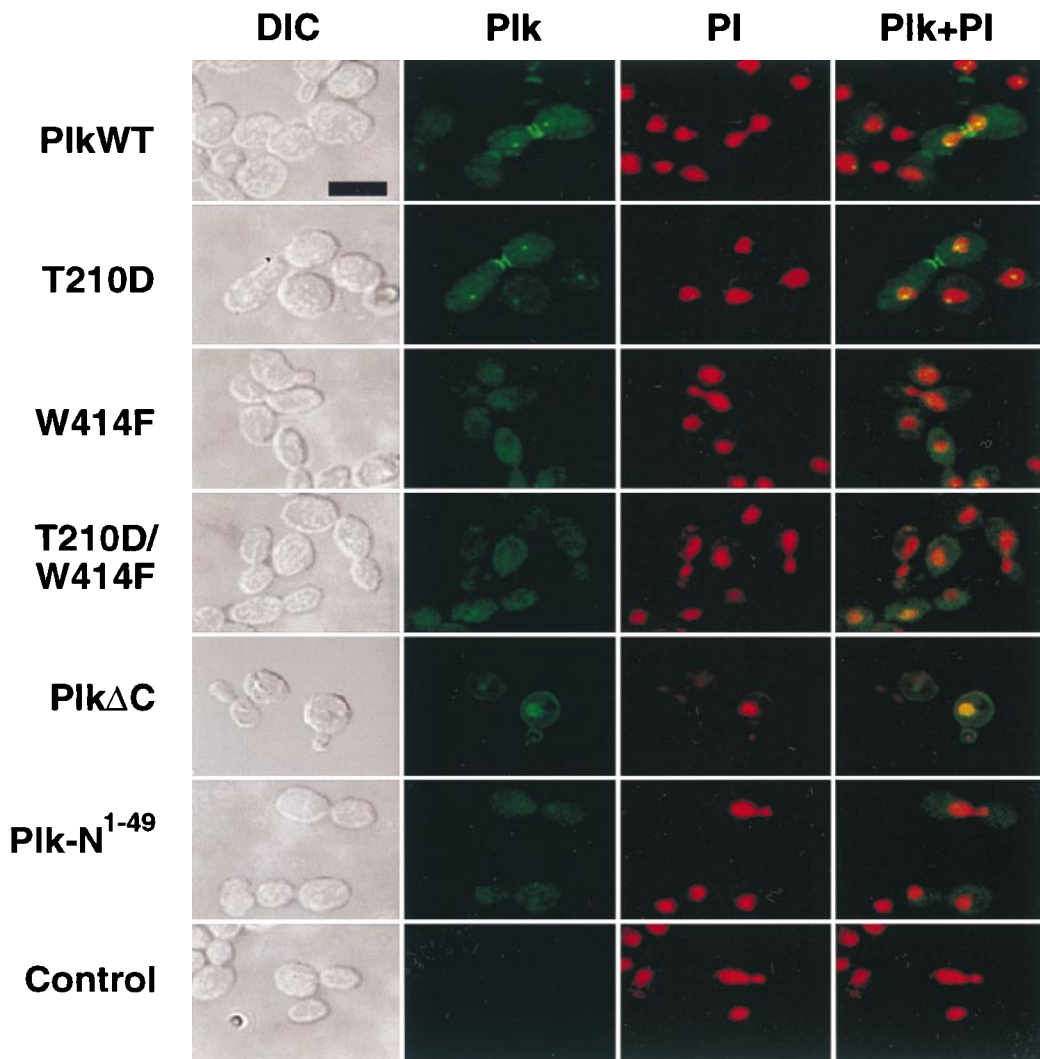 DIC Plk PI Plk+PI
PlkWT
T210D
W414F
T210D/
W414F
PlkΔC
Plk-N¹⁻⁴⁹
Control